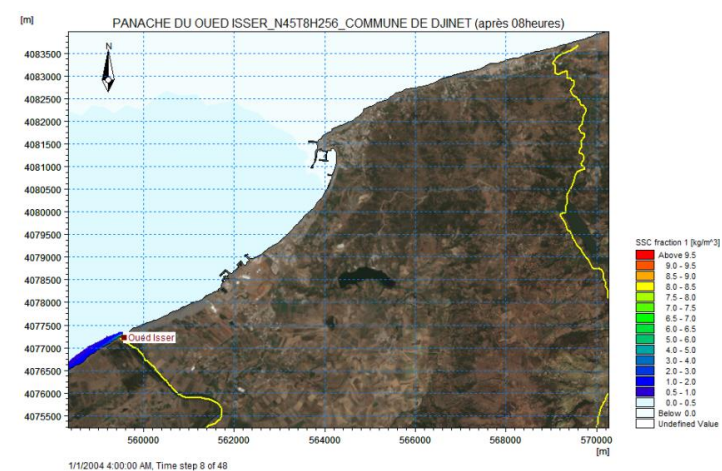 [m]
PANACHE DU OUED ISSER_N45T8H256_COMMUNE DE DJINET (après 08heures)
N
4083500
4083000
4082500
4082000
4081500
4081000
4080500
4080000
4079500
4079000
4078500
4078000
4077500
4077000
4076500
4076000
4075500
Oued Isser
560000 562000 564000 566000 568000 570000
[m]
SSC fraction 1 [kg/m^3]
Above 9.5
9.0 - 9.5
8.5 - 9.0
8.0 - 8.5
7.5 - 8.0
7.0 - 7.5
6.5 - 7.0
6.0 - 6.5
5.0 - 6.0
4.0 - 5.0
3.0 - 4.0
2.0 - 3.0
1.0 - 2.0
0.5 - 1.0
0.0 - 0.5
Below 0.0
Undefined Value
1/1/2004 4:00:00 AM, Time step 8 of 48